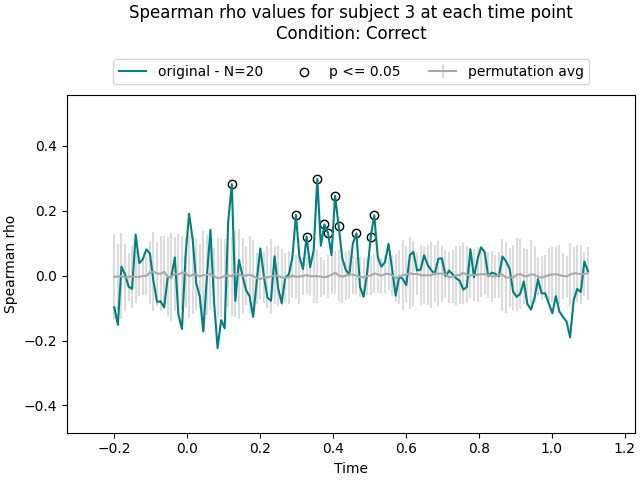 Spearman rho values for subject 3 at each time point
Condition: Correct
original - N=20 p <= 0.05 permutation avg
Spearman rho
0.4
0.2
0.0
−0.2
−0.4
−0.2 0.0 0.2 0.4 0.6 0.8 1.0 1.2
Time